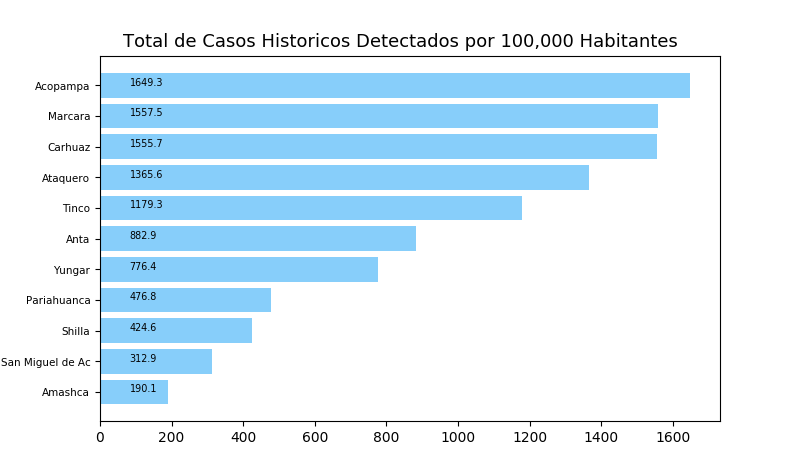 Total de Casos Historicos Detectados por 100,000 Habitantes
Acopampa 1649.3
Marcara 1557.5
Carhuaz 1555.7
Ataquero 1365.6
Tinco 1179.3
Anta 882.9
Yungar 776.4
Pariahuanca 476.8
Shilla 424.6
San Miguel de Ac 312.9
Amashca 190.1
0 200 400 600 800 1000 1200 1400 1600